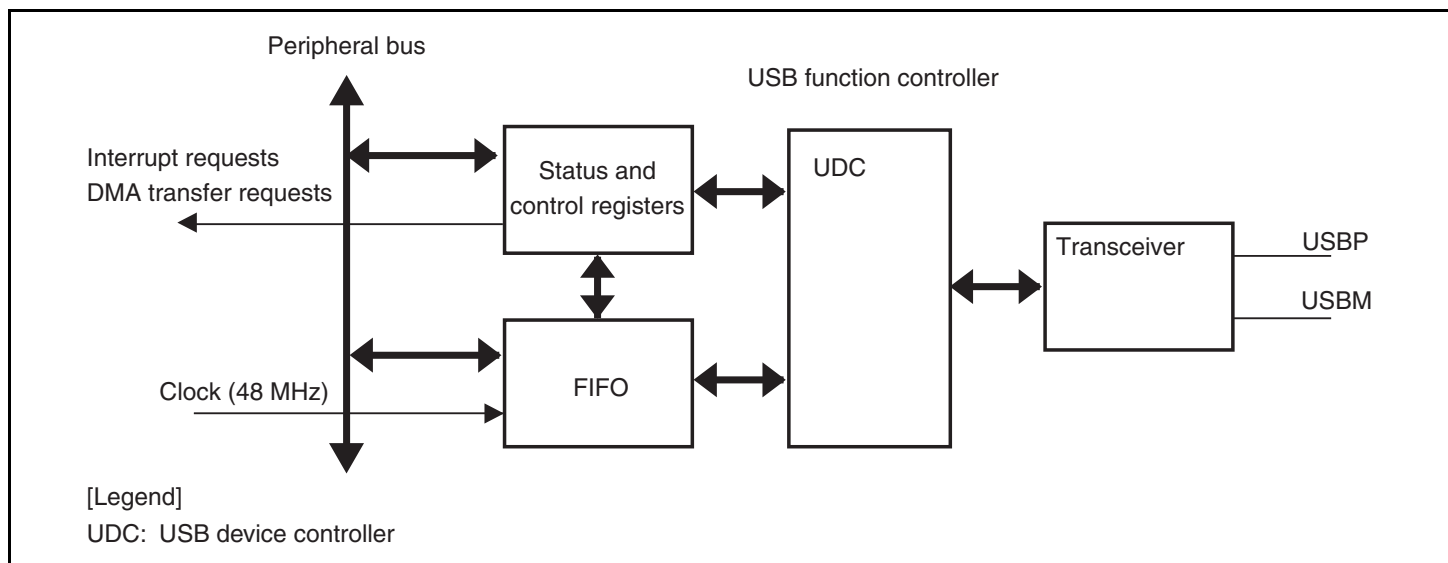 Peripheral bus
USB function controller
Interrupt requests
DMA transfer requests
Status and
control registers
UDC
Transceiver
USBP
USBM
Clock (48 MHz)
FIFO
[Legend]
UDC: USB device controller